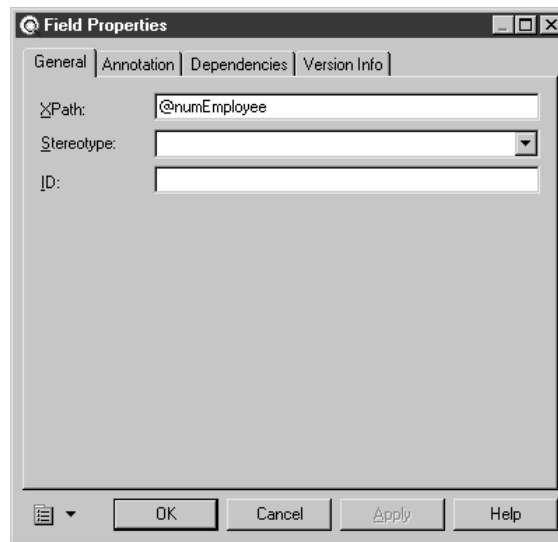 Field Properties
General Annotation Dependencies Version Info
XPath: @numEmployee
Stereotype:
ID:
OK Cancel Apply Help